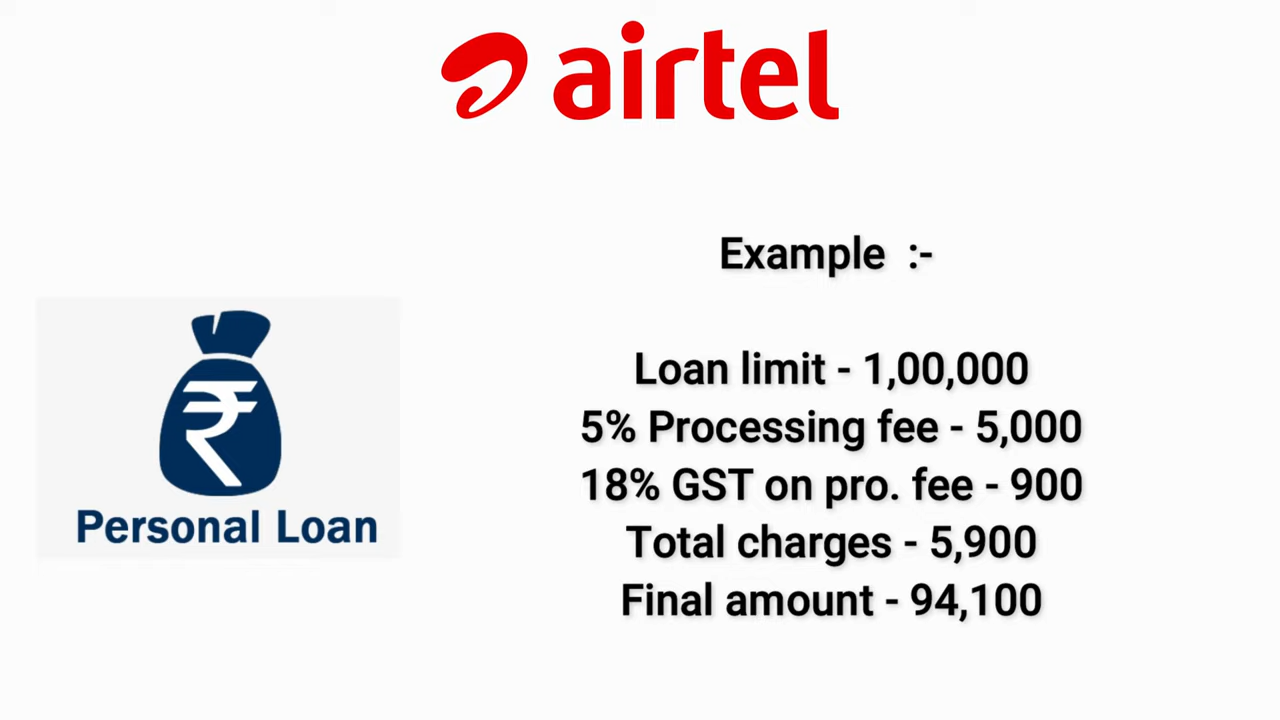 airtel
Example :-
Loan limit - 1,00,000
5% Processing fee - 5,000
18% GST on pro. fee - 900
Total charges - 5,900
Final amount - 94,100
₹
Personal Loan